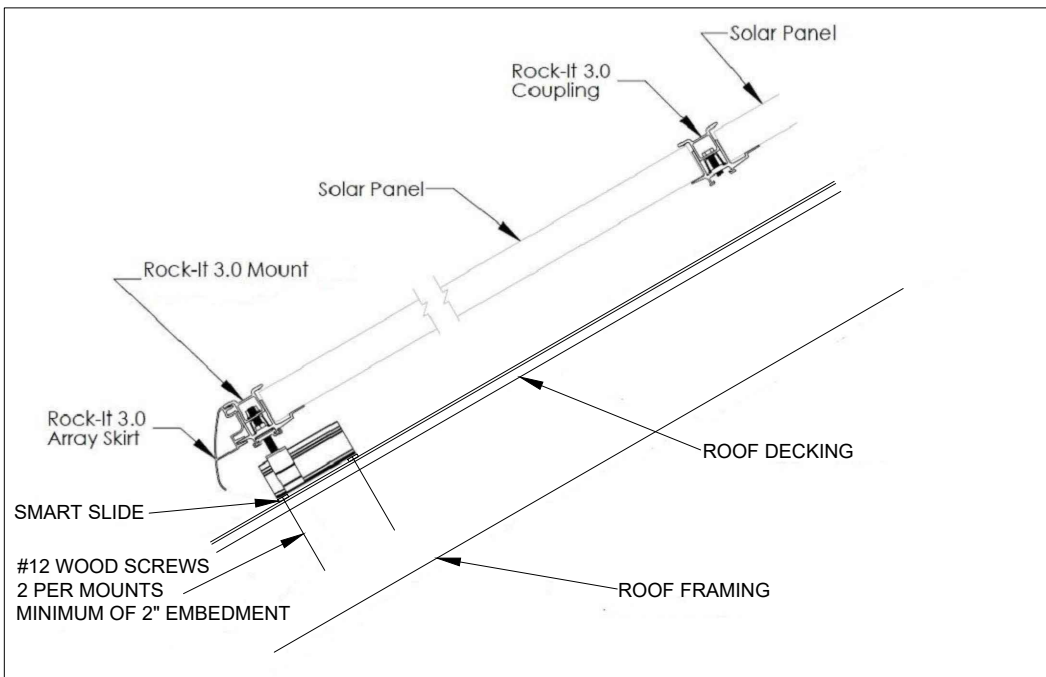 Solar Panel
Rock-It 3.0
Coupling
Solar Panel
Rock-It 3.0 Mount
Rock-It 3.0
Array Skirt
ROOF DECKING
SMART SLIDE
#12 WOOD SCREWS
2 PER MOUNTS
MINIMUM OF 2" EMBEDMENT
ROOF FRAMING